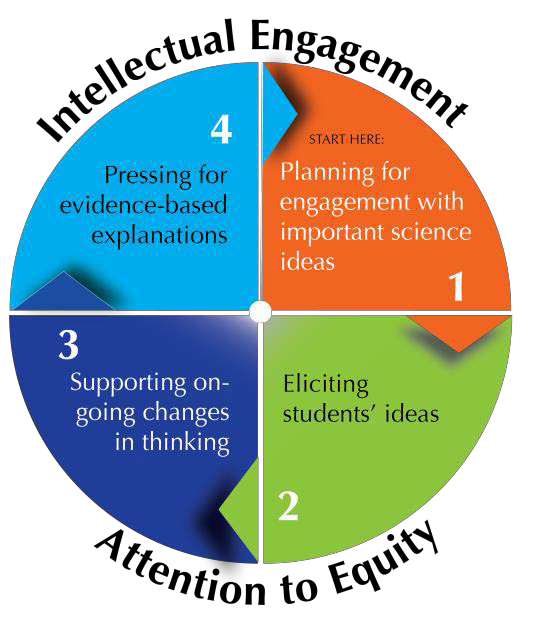 Intellectual Engagement
START HERE:
Planning for
engagement with
important science
ideas
1
Eliciting
students’ ideas
2
3
Supporting on-
going changes
in thinking
4
Pressing for
evidence-based
explanations
Attention to Equity